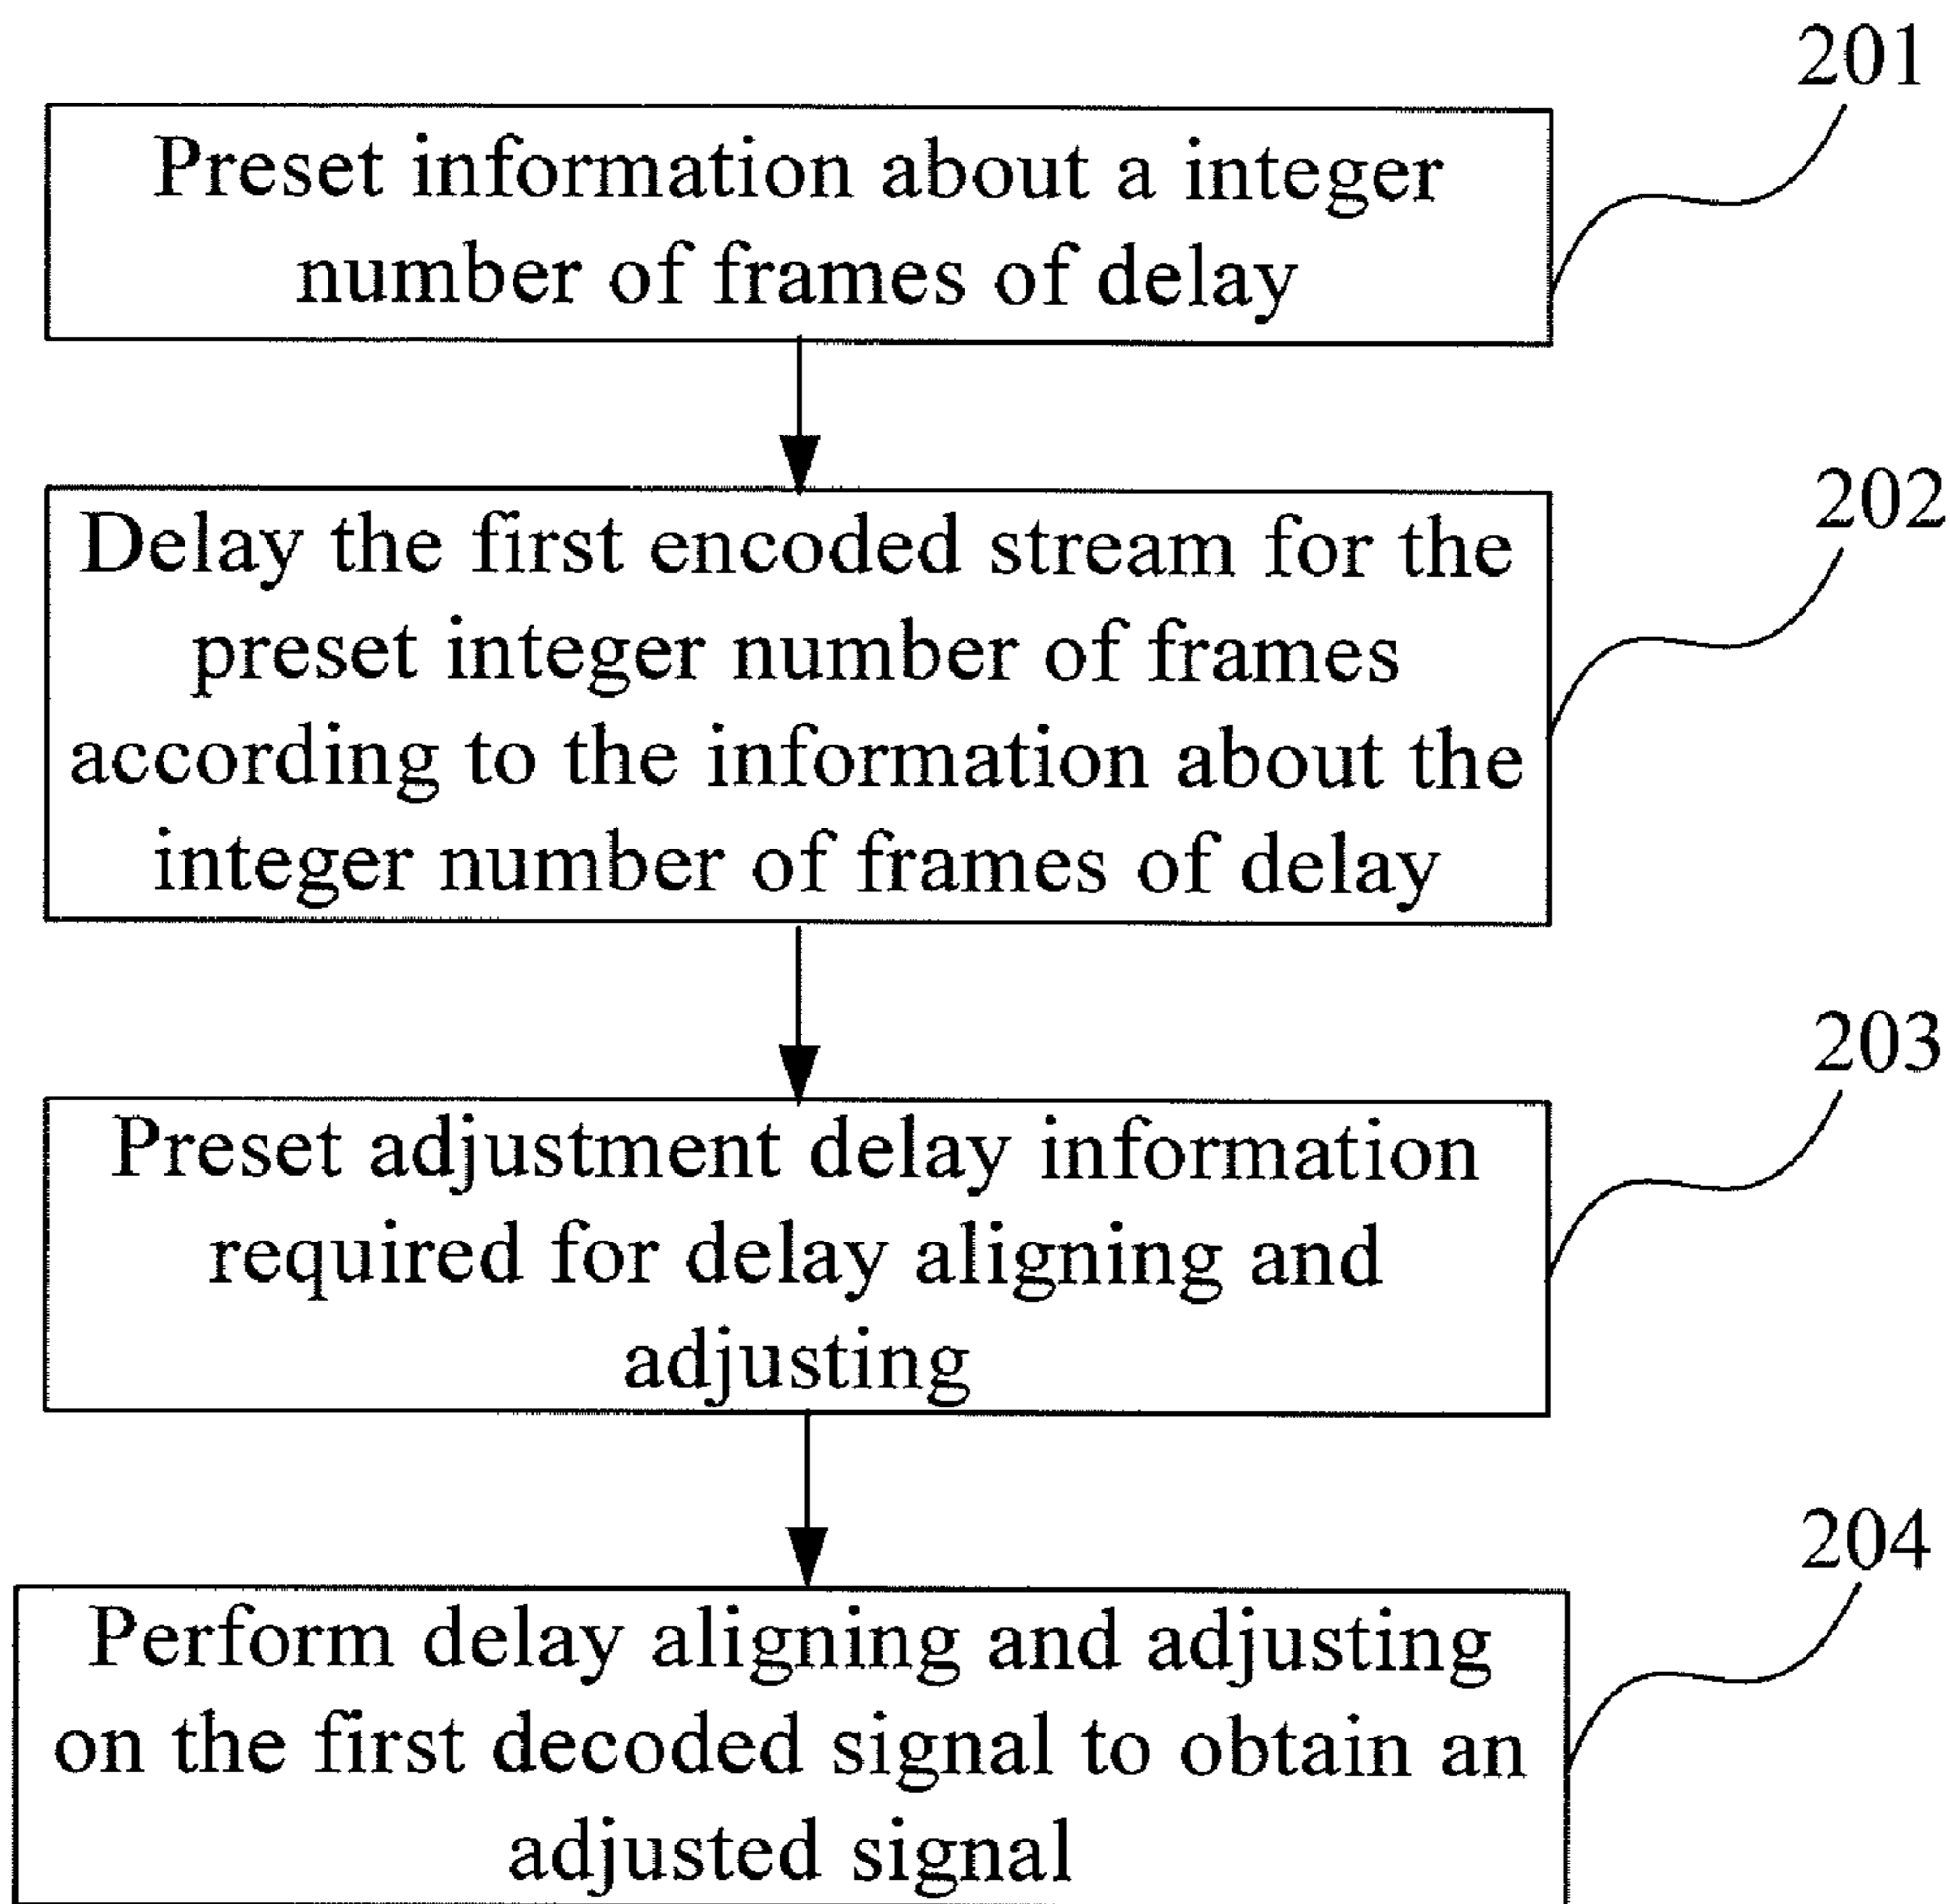 201
Preset information about a integer
number of frames of delay
202
Delay the first encoded stream for the
preset integer number of frames
according to the information about the
integer number of frames of delay
203
Preset adjustment delay information
required for delay aligning and
adjusting
204
Perform delay aligning and adjusting
on the first decoded signal to obtain an
adjusted signal